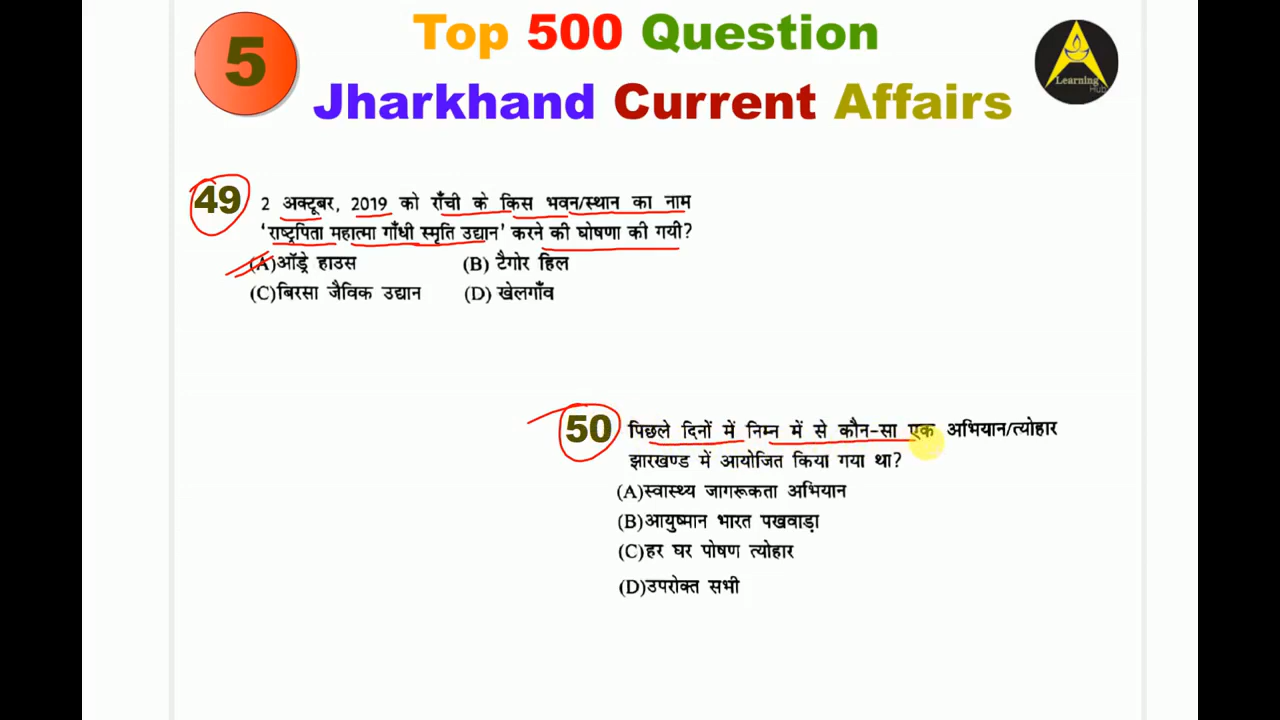 5
Top 500 Question
Jharkhand Current Affairs
A
Learning
Hub
49
2 अक्टूबर, 2019 को राँची के किस भवन/स्थान का नाम
‘राष्ट्रपिता महात्मा गाँधी स्मृति उद्यान’ करने की घोषणा की गयी?
(A)ऑड्रे हाउस (B) टैगोर हिल
(C)बिरसा जैविक उद्यान (D) खेलगाँव
50
पिछले दिनों में निम्न में से कौन-सा एक अभियान/त्योहार
झारखण्ड में आयोजित किया गया था?
(A)स्वास्थ्य जागरूकता अभियान
(B)आयुष्मान भारत पखवाड़ा
(C)हर घर पोषण त्योहार
(D)उपरोक्त सभी